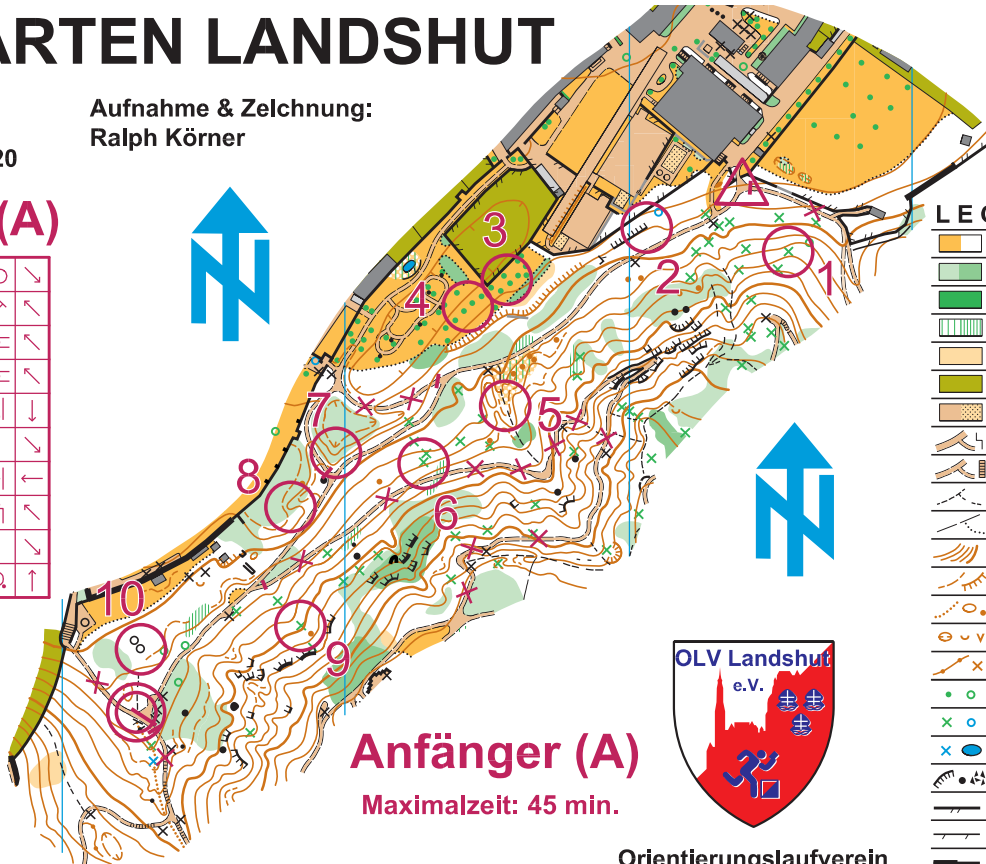 ARTEN LANDSHUT
Aufnahme & Zelchnung:
Ralph Körner
20
(A)
3
4
2
1
7
5
8
6
10
9
N
N
OLV Landshut
e.V.
Anfänger (A)
Maximalzeit: 45 min.
Orientierungslaufverein
LEG